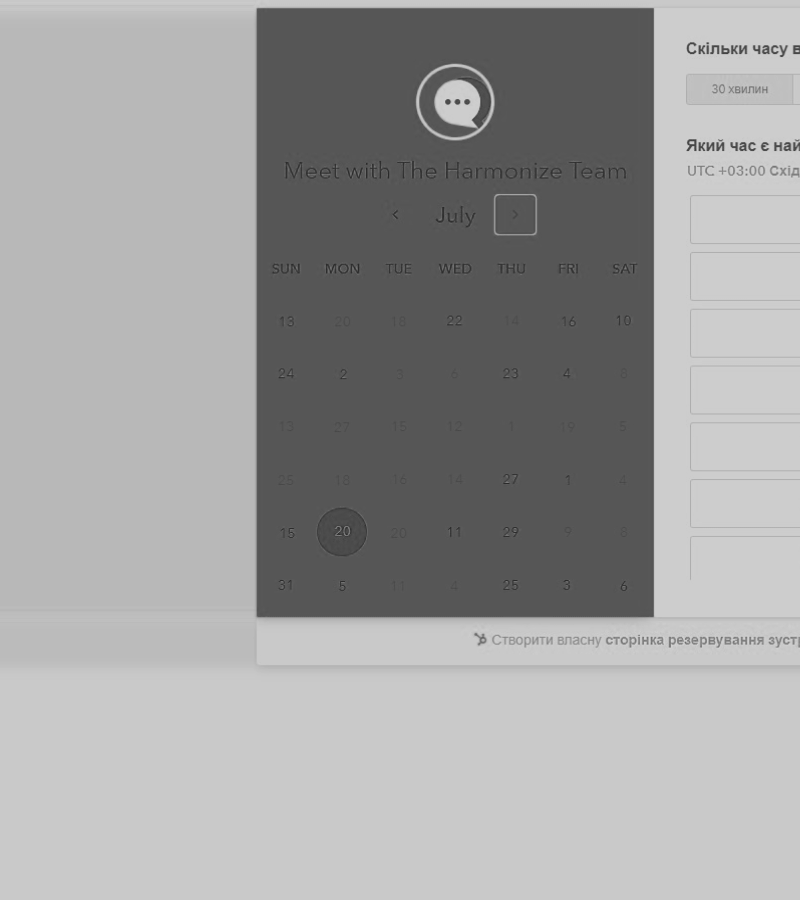 Meet with The Harmonize Team
July
SUN MON TUE WED THU FRI SAT
13 20 18 22 14 16 10
24 2 3 6 23 4 8
13 27 15 12 1 19 5
25 18 16 14 27 1 4
15 20 20 11 29 9
31 5 11 4 25 3 6
Скільки часу в
30 хвилин
Який час є най
UTC +03:00 Схід
Створити власну сторінка резервування зуст